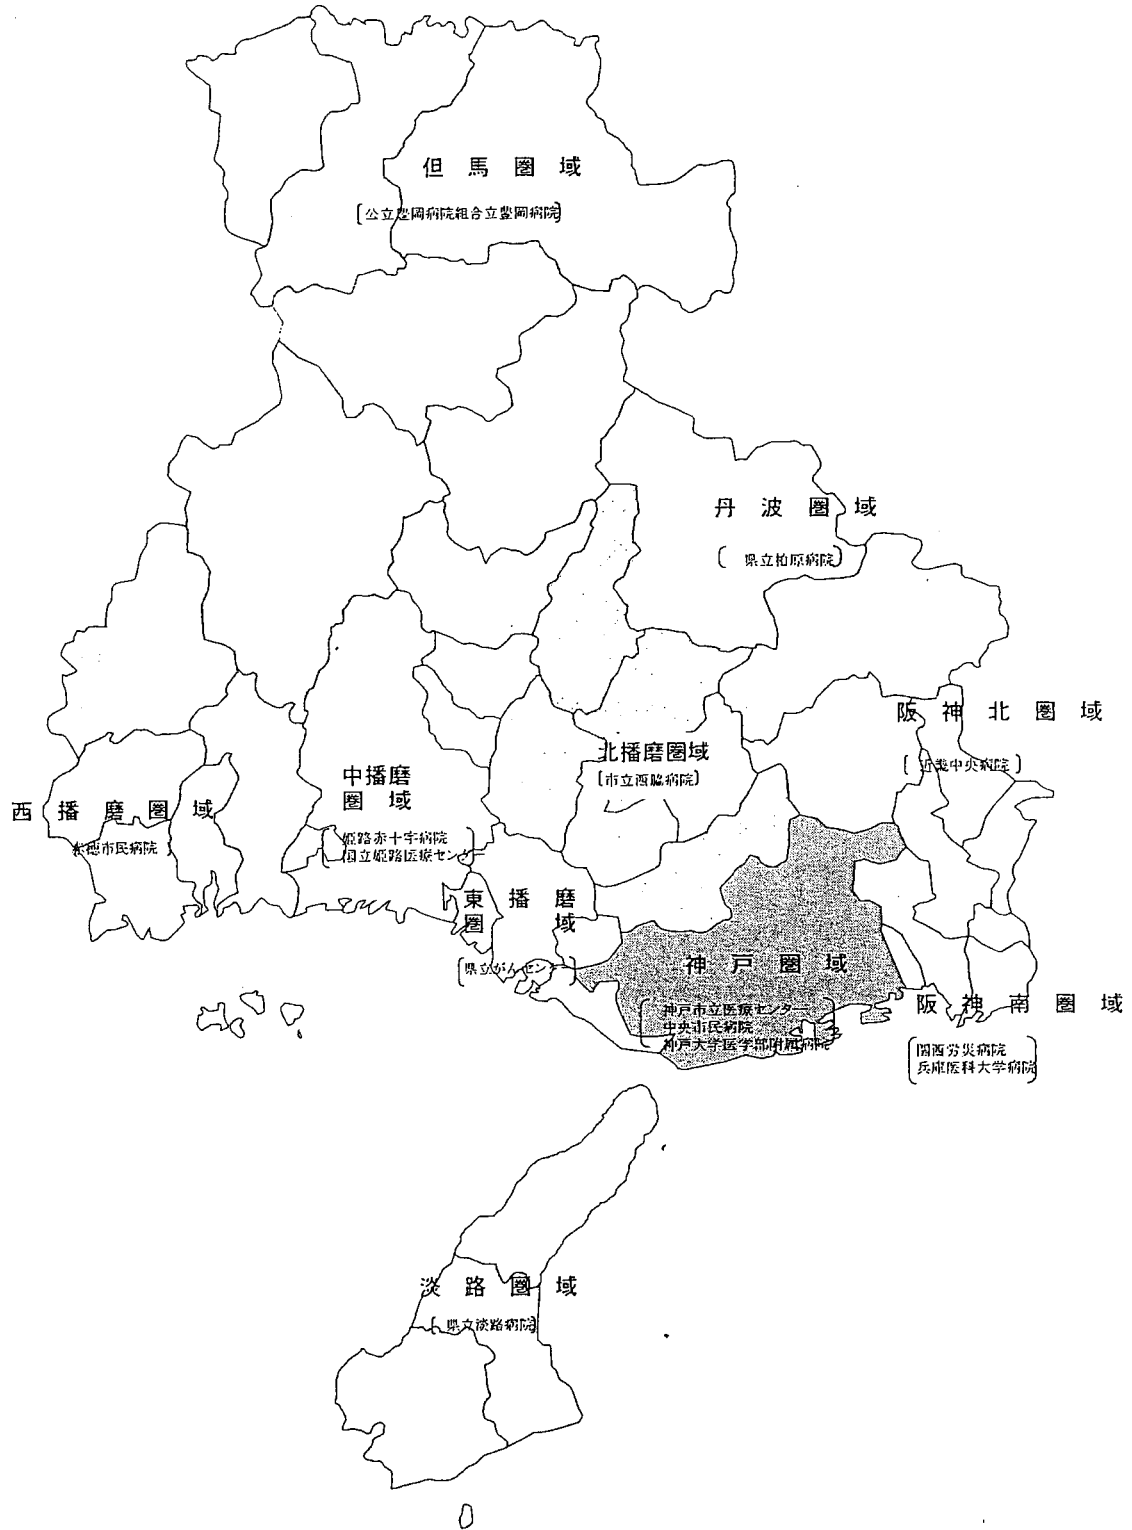 但馬圏域
公立豊岡病院組合立豊岡病院
丹波圏域
県立柏原病院
阪神北圏域
近畿中央病院
北播磨圏域
市立西脇病院
中播磨
圏域
姫路赤十字病院
国立姫路医療センター
西播磨圏域
赤穂市民病院
東播磨
圏域
県立がんセンター
神戸圏域
神戸市立医療センター
中央市民病院
神戸大学医学部附属病院
阪神南圏域
関西労災病院
兵庫医科大学病院
淡路圏域
県立淡路病院